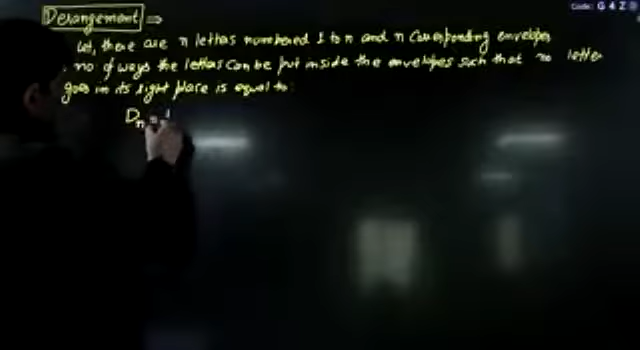 Code: G 4 Z
Derangement ⇒
Let, there are n letters numbered 1 to n and n corresponding envelopes
no of ways the letters can be put inside the envelopes such that no letter
goes in its right place is equal to:
Dn =